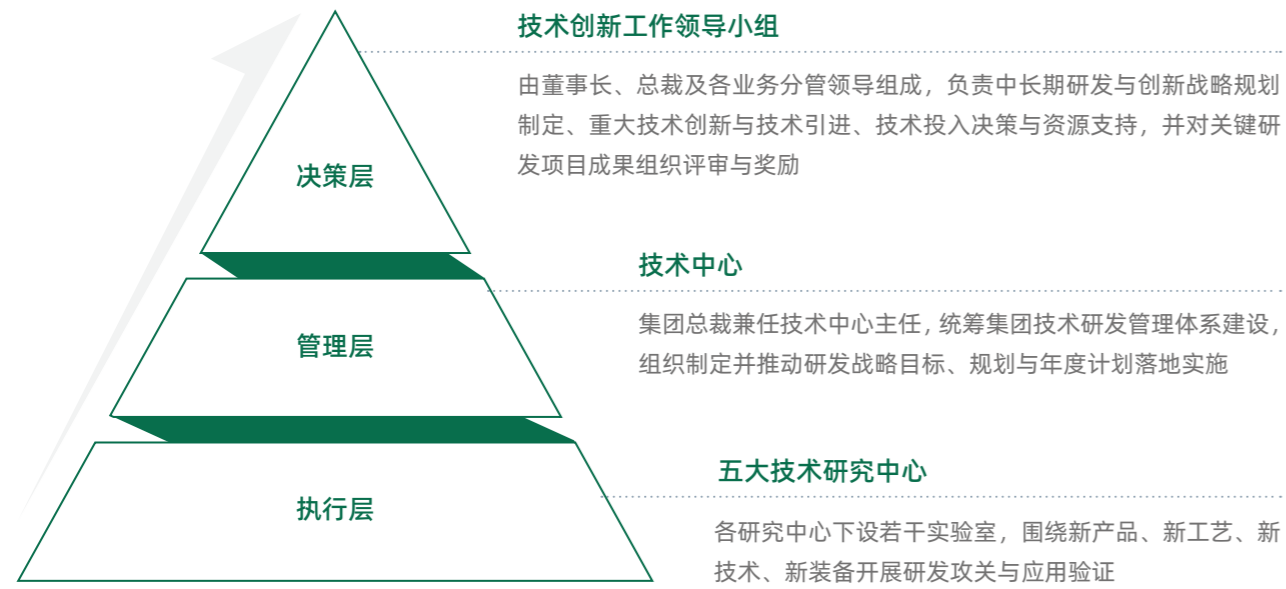 技术创新工作领导小组
由董事长、总裁及各业务分管领导组成，负责中长期研发与创新战略规划
制定、重大技术创新与技术引进、技术投入决策与资源支持，并对关键研
发项目成果组织评审与奖励
决策层
技术中心
集团总裁兼任技术中心主任，统筹集团技术研发管理体系建设，
组织制定并推动研发战略目标、规划与年度计划落地实施
管理层
五大技术研究中心
各研究中心下设若干实验室，围绕新产品、新工艺、新
技术、新装备开展研发攻关与应用验证
执行层